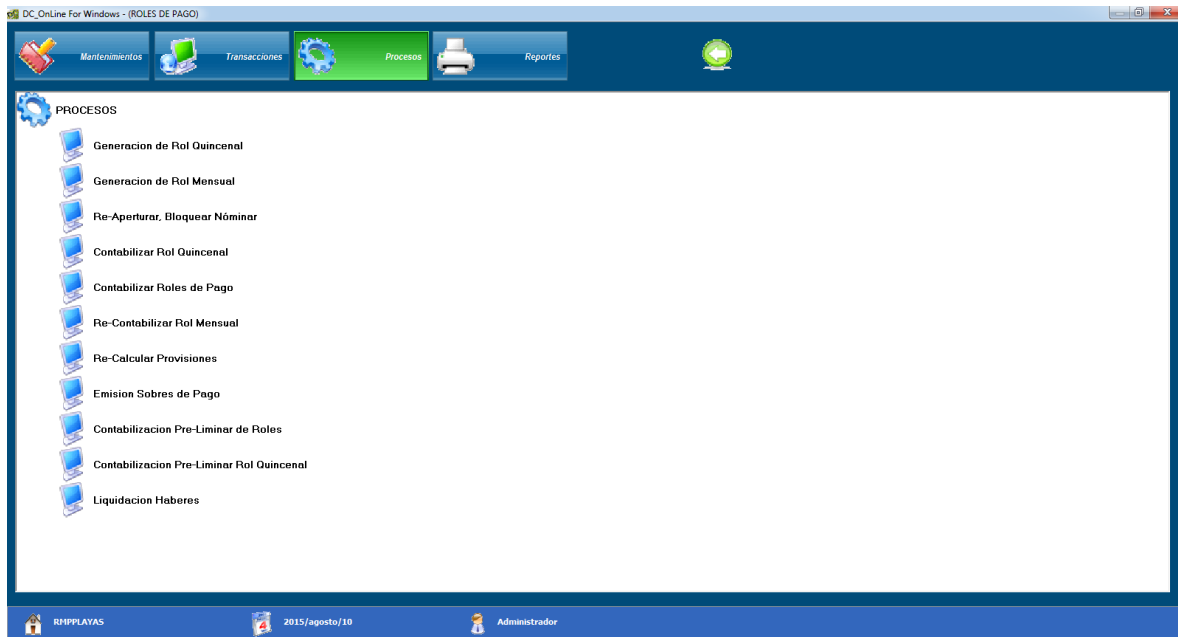 DC_OnLine For Windows - (ROLES DE PAGO)
Mantenimientos
Transacciones
Procesos
Reportes
PROCESOS
Generacion de Rol Quincenal
Generacion de Rol Mensual
Re-Aperturar, Bloquear Nóminar
Contabilizar Rol Quincenal
Contabilizar Roles de Pago
Re-Contabilizar Rol Mensual
Re-Calcular Provisiones
Emision Sobres de Pago
Contabilizacion Pre-Liminar de Roles
Contabilizacion Pre-Liminar Rol Quincenal
Liquidacion Haberes
RMPPLAYAS
2015/agosto/10
Administrador